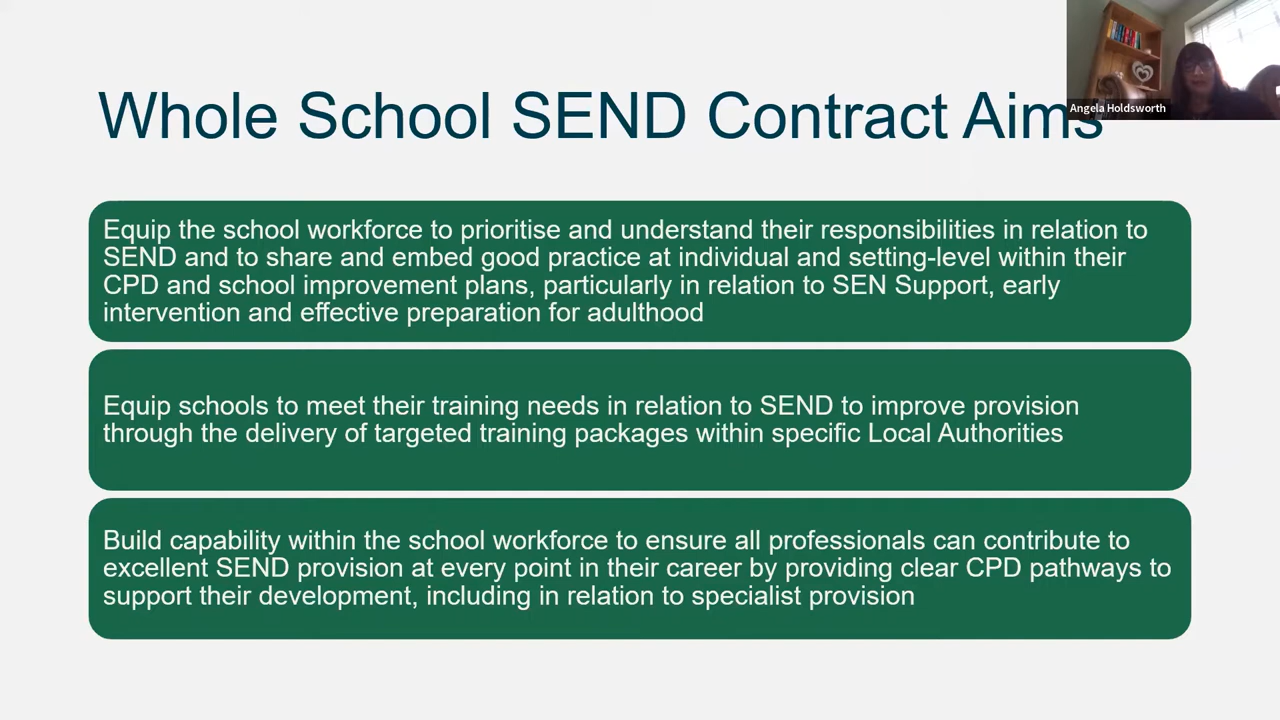 Whole School SEND Contract Aims
Angela Holdsworth
Equip the school workforce to prioritise and understand their responsibilities in relation to
SEND and to share and embed good practice at individual and setting-level within their
CPD and school improvement plans, particularly in relation to SEN Support, early
intervention and effective preparation for adulthood
Equip schools to meet their training needs in relation to SEND to improve provision
through the delivery of targeted training packages within specific Local Authorities
Build capability within the school workforce to ensure all professionals can contribute to
excellent SEND provision at every point in their career by providing clear CPD pathways to
support their development, including in relation to specialist provision